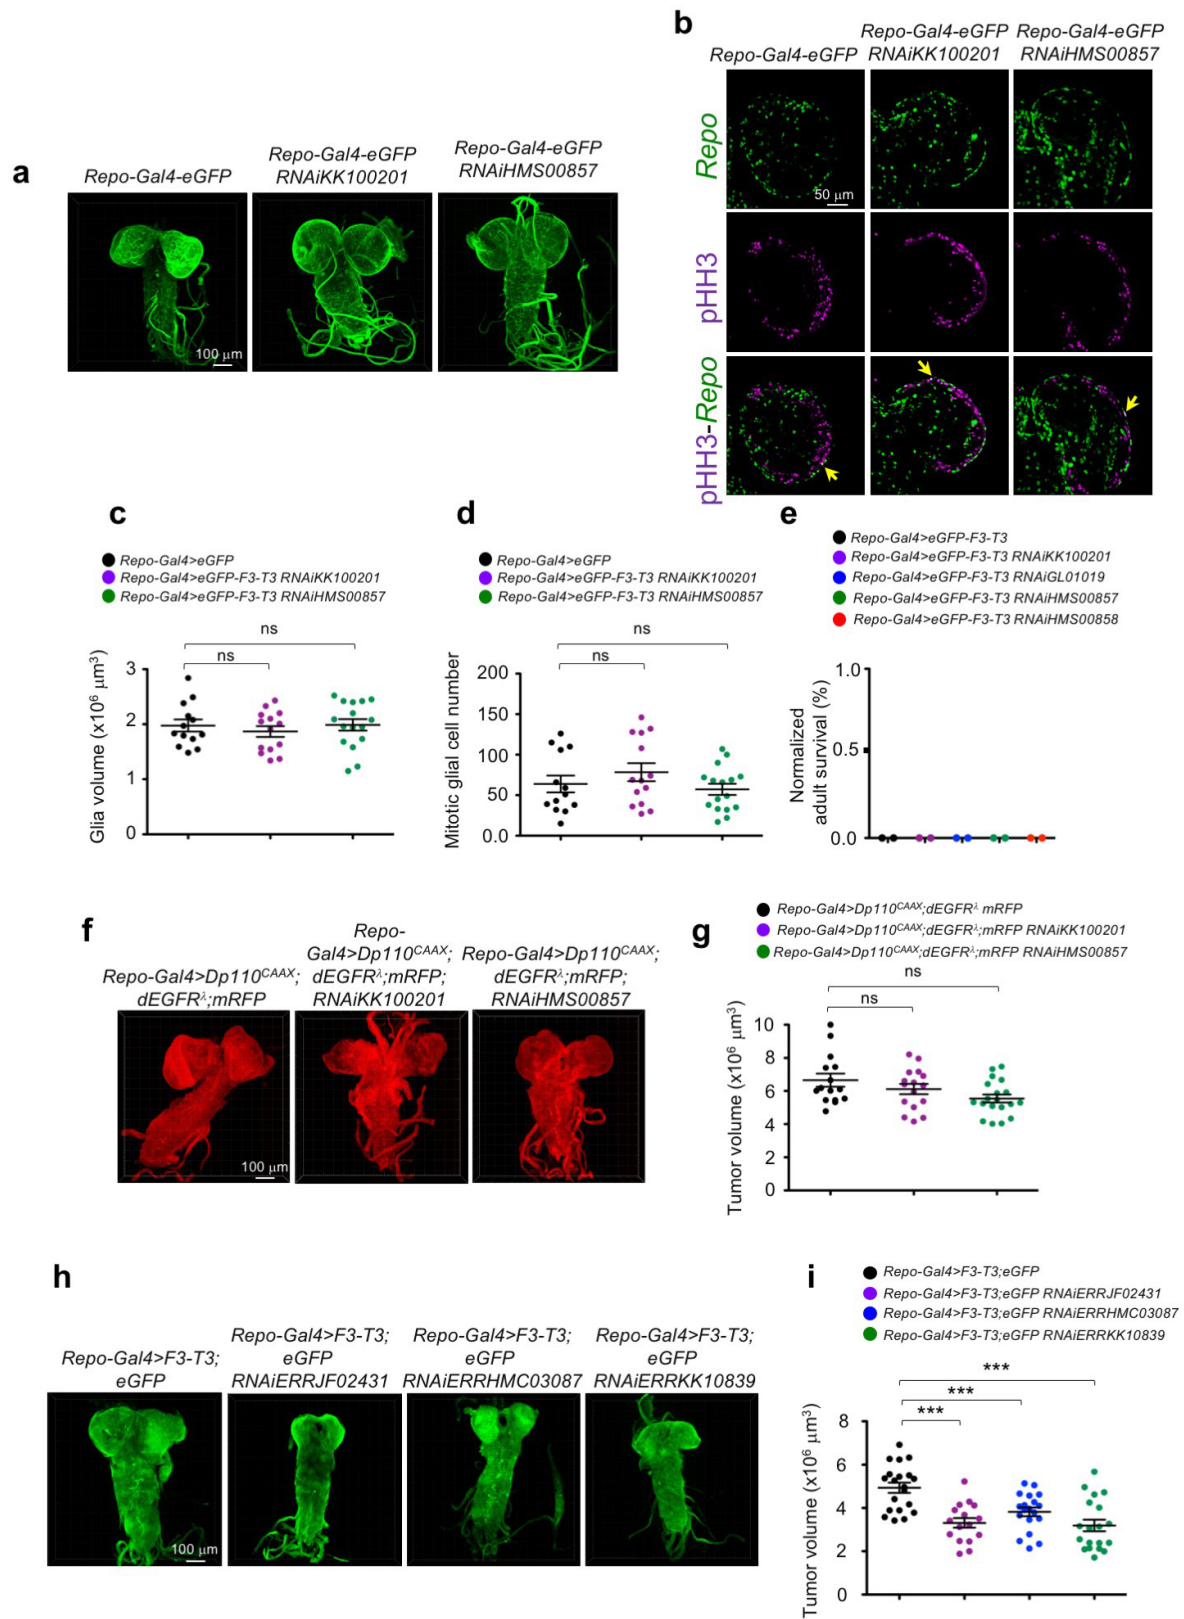 a
Repo-Gal4-eGFP
Repo-Gal4-eGFP
RNAiKK100201
Repo-Gal4-eGFP
RNAiHMS00857
100 μm
b
Repo-Gal4-eGFP
Repo-Gal4-eGFP
RNAiKK100201
Repo-Gal4-eGFP
RNAiHMS00857
Repo
50 μm
pHH3
pHH3-Repo
c
Repo-Gal4>eGFP
Repo-Gal4>eGFP-F3-T3 RNAiKK100201
Repo-Gal4>eGFP-F3-T3 RNAiHMS00857
ns
ns
Glia volume (x10⁶ μm³)
3
2
1
0
d
Repo-Gal4>eGFP
Repo-Gal4>eGFP-F3-T3 RNAiKK100201
Repo-Gal4>eGFP-F3-T3 RNAiHMS00857
ns
ns
Mitotic glial cell number
200
150
100
50
0.0
e
Repo-Gal4>eGFP-F3-T3
Repo-Gal4>eGFP-F3-T3 RNAiKK100201
Repo-Gal4>eGFP-F3-T3 RNAiGL01019
Repo-Gal4>eGFP-F3-T3 RNAiHMS00857
Repo-Gal4>eGFP-F3-T3 RNAiHMS00858
Normalized
adult survival (%)
1.0
0.5
0.0
f
Repo-Gal4>Dp110ᶜᴬᴬˣ;
dEGFRλ;mRFP
Repo-
Gal4>Dp110ᶜᴬᴬˣ;
dEGFRλ;mRFP;
RNAiKK100201
Repo-Gal4>Dp110ᶜᴬᴬˣ;
dEGFRλ;mRFP;
RNAiHMS00857
100 μm
g
Repo-Gal4>Dp110ᶜᴬᴬˣ;dEGFRλ mRFP
Repo-Gal4>Dp110ᶜᴬᴬˣ;dEGFRλ;mRFP RNAiKK100201
Repo-Gal4>Dp110ᶜᴬᴬˣ;dEGFRλ;mRFP RNAiHMS00857
ns
ns
Tumor volume (x10⁶ μm³)
10
8
6
4
2
0
h
Repo-Gal4>F3-T3;
eGFP
Repo-Gal4>F3-T3;
eGFP
RNAiERRJF02431
Repo-Gal4>F3-T3;
eGFP
RNAiERRHMC03087
Repo-Gal4>F3-T3;
eGFP
RNAiERRKK10839
100 μm
i
Repo-Gal4>F3-T3;eGFP
Repo-Gal4>F3-T3;eGFP RNAiERRJF02431
Repo-Gal4>F3-T3;eGFP RNAiERRHMC03087
Repo-Gal4>F3-T3;eGFP RNAiERRKK10839
***
***
***
Tumor volume (x10⁶ μm³)
8
6
4
2
0